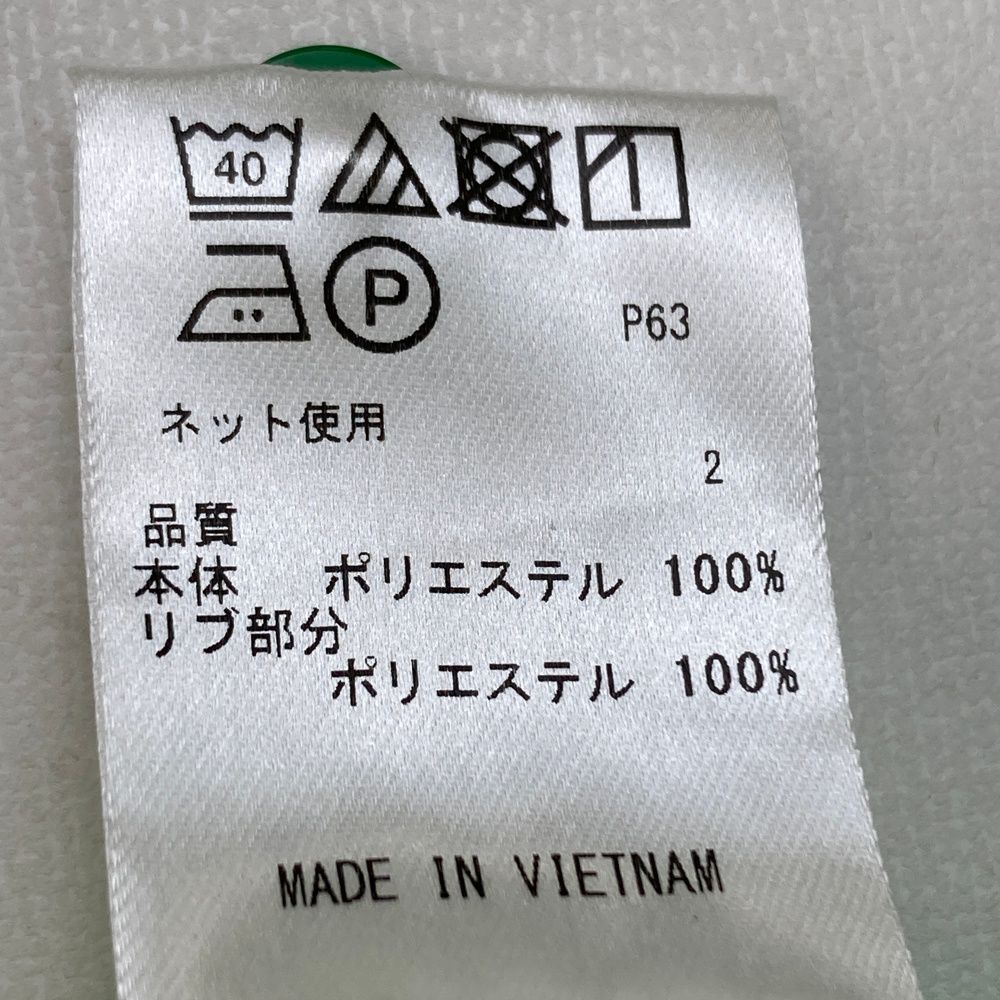 40
P
P63
ネット使用
2
品質
本体 ポリエステル 100%
リブ部分
ポリエステル 100%
MADE IN VIETNAM